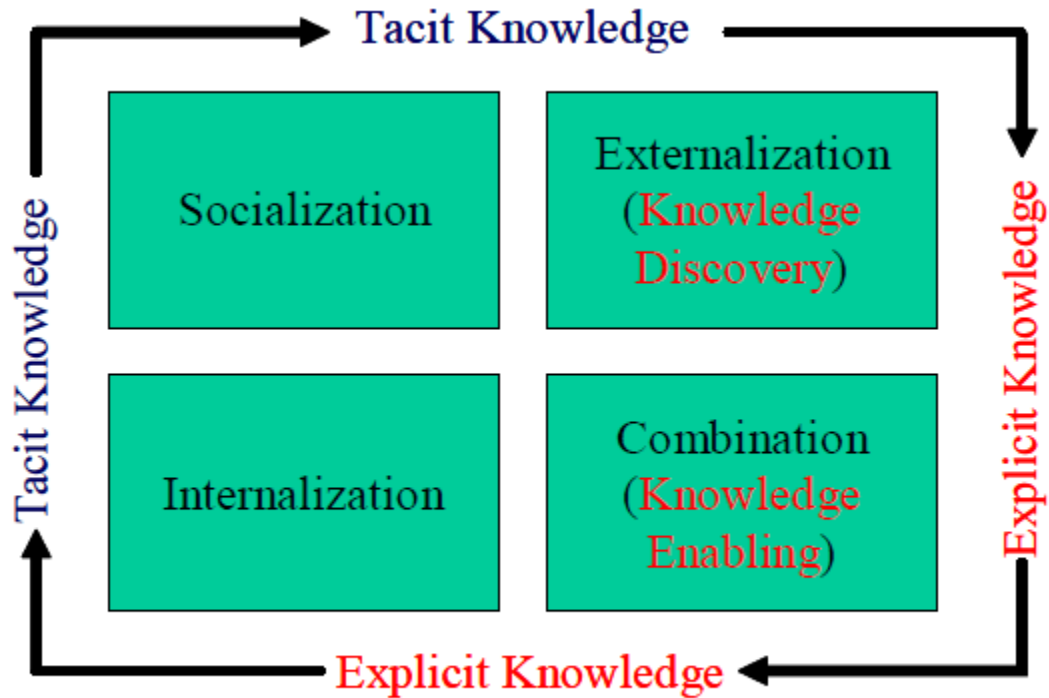 Tacit Knowledge
Socialization
Externalization
(Knowledge
Discovery)
Tacit Knowledge
Explicit Knowledge
Internalization
Combination
(Knowledge
Enabling)
Explicit Knowledge